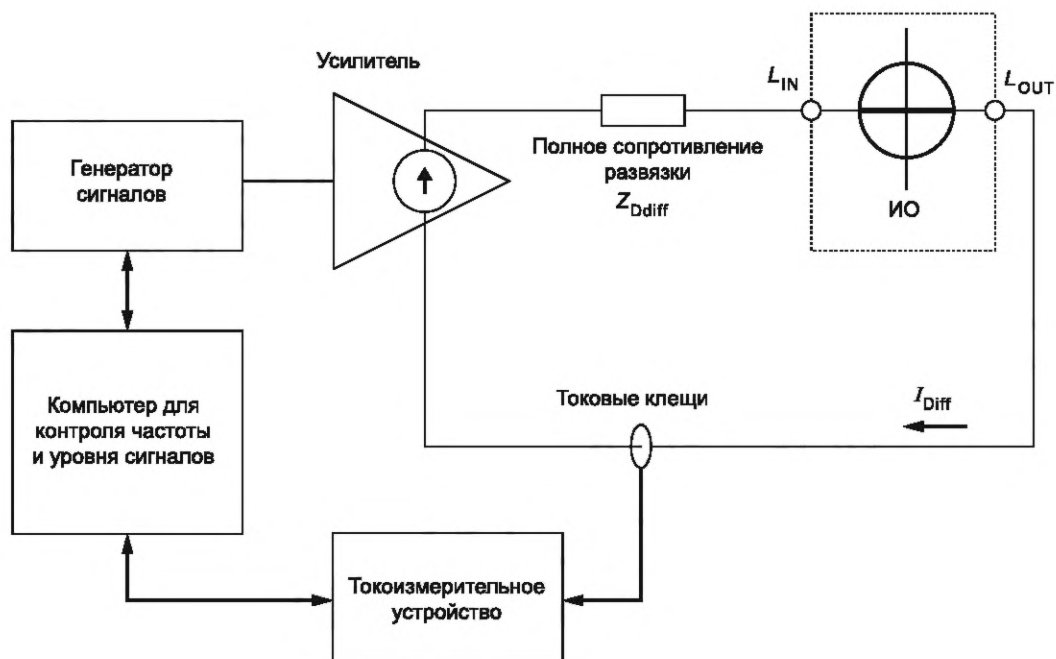 Усилитель
L_IN
L_OUT
Генератор
сигналов
Полное сопротивление
развязки
Z_Ddiff
ИО
Компьютер для
контроля частоты
и уровня сигналов
Токовые клещи
I_Diff
Токоизмерительное
устройство